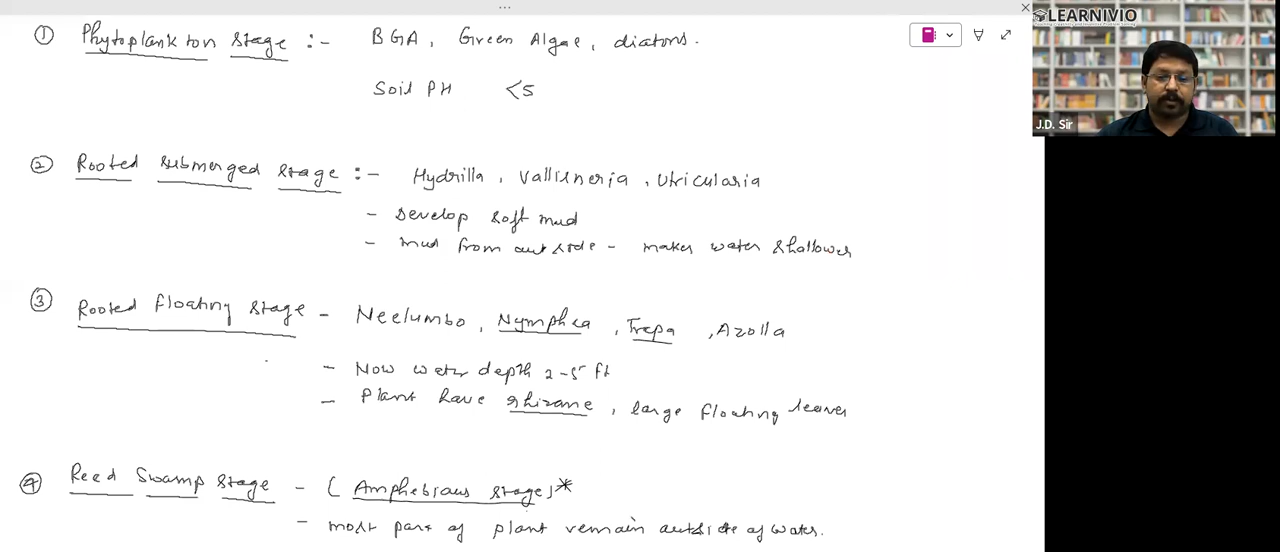 ① Phytoplankton Stage :- BGA, Green Algae, diatoms.
Soil PH <5
② Rooted submerged stage :- Hydrilla, Vallisneria, Utricularia
- Develop soft mud
- mud from outside - makes water shallower
③ Rooted floating stage - Neelumbo, Nymphea, Trapa, Azolla
- Now water depth 2-5 ft
- Plant have rhizome, large floating leaves
④ Reed Swamp Stage - (Amphebious stage)*
- most part of plant remain outside of water.
LEARNIVIO
J.D. Sir